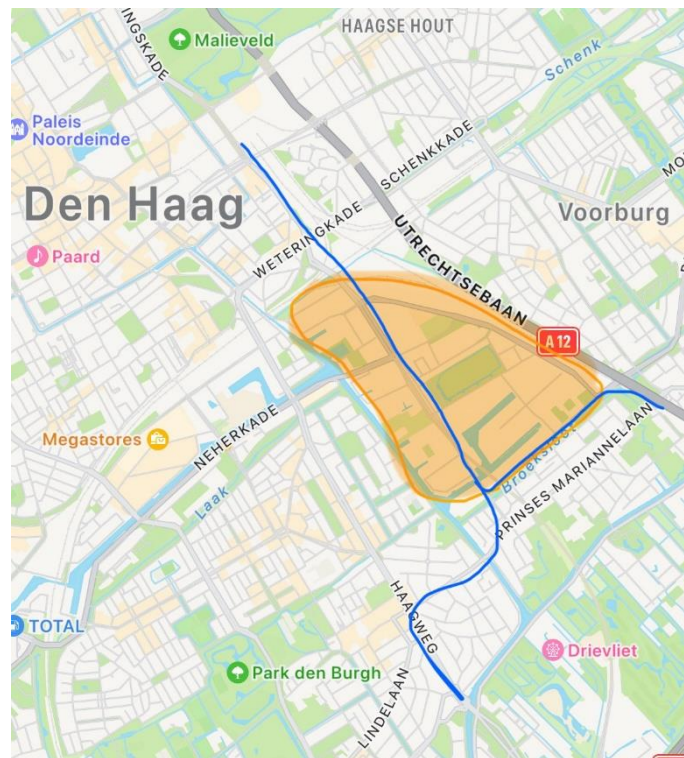 INGSKADE
Malieveld
HAAGSE HOUT
Schenk
Paleis
Noordeinde
SCHENKKADE
MO
Den Haag
Voorburg
WETERINGKADE
UTRECHTSEBAAN
Paard
A12
Megastores
NEHERKADE
Laak
Broeksloot
PRINSES MARIANNELAAN
HAAGWEG
TOTAL
Drievliet
Park den Burgh
LINDELAAN